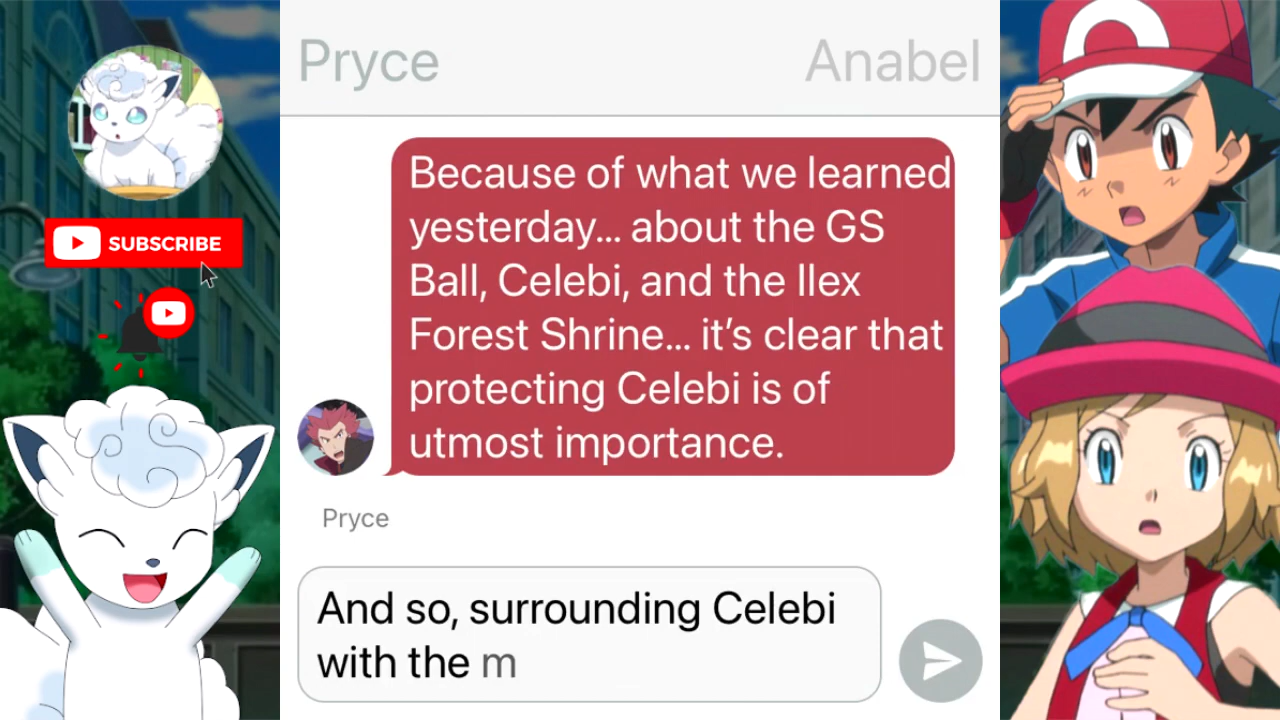 Pryce
Anabel
SUBSCRIBE
Because of what we learned
yesterday... about the GS
Ball, Celebi, and the Ilex
Forest Shrine... it's clear that
protecting Celebi is of
utmost importance.
Pryce
And so, surrounding Celebi
with the m